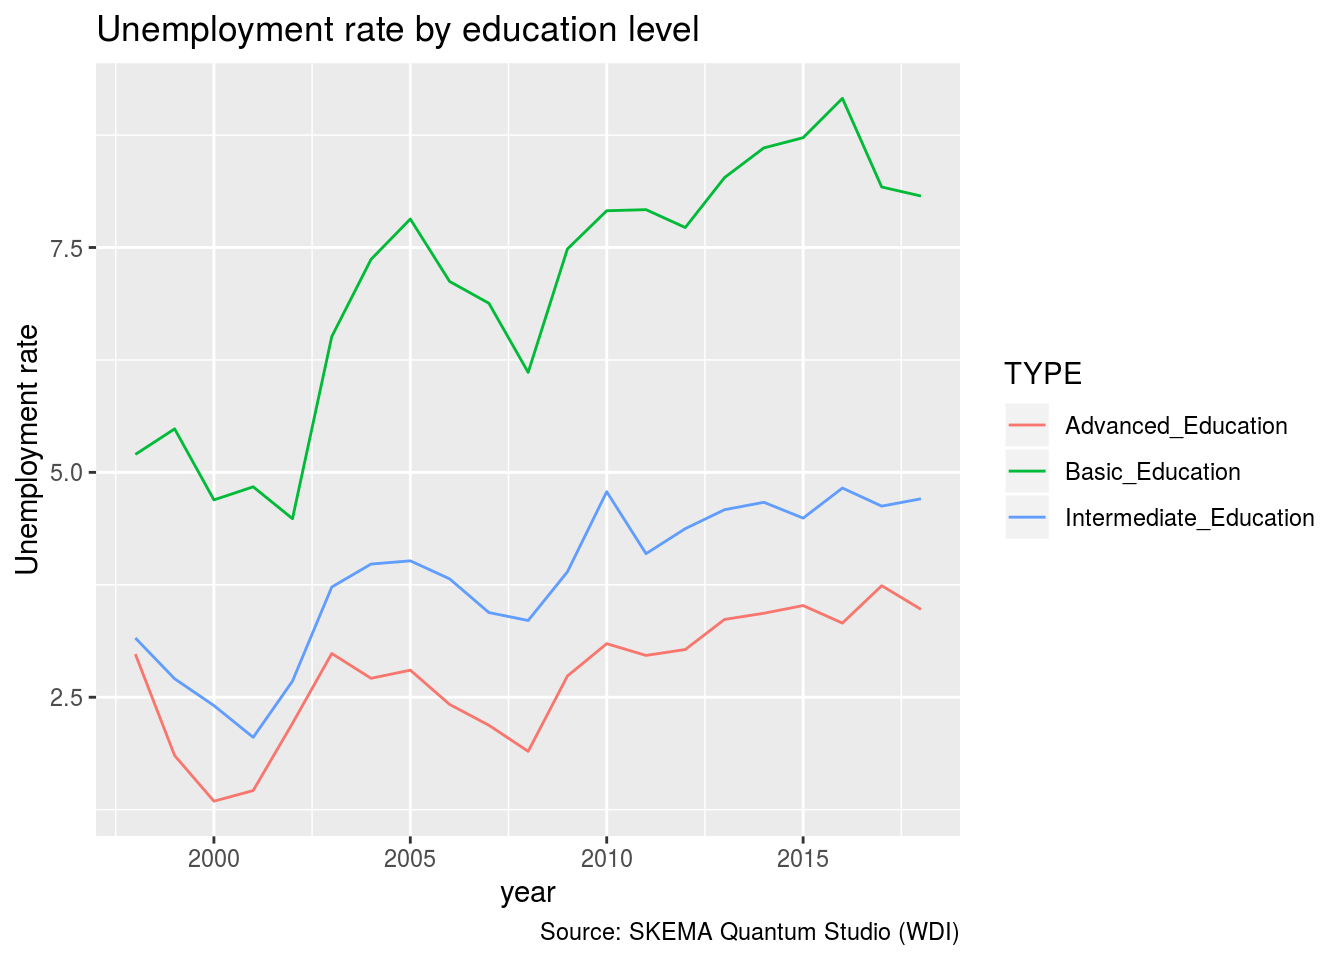 Unemployment rate by education level
Unemployment rate
7.5
5.0
2.5
2000 2005 2010 2015
year
TYPE
Advanced_Education
Basic_Education
Intermediate_Education
Source: SKEMA Quantum Studio (WDI)